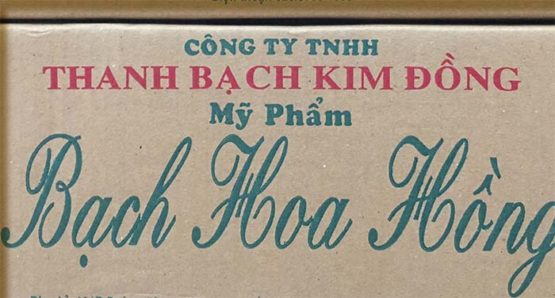 CÔNG TY TNHH
THANH BẠCH KIM ĐỒNG
Mỹ Phẩm
Bạch Hoa Hồng